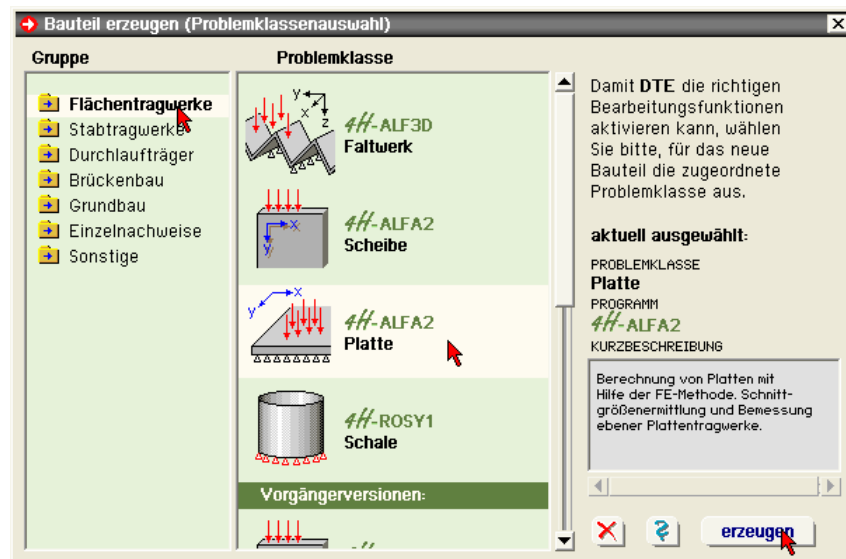 Bauteil erzeugen (Problemklassenauswahl)
Gruppe
Flächentragwerke
Stabtragwerke
Durchlaufträger
Brückenbau
Grundbau
Einzelnachweise
Sonstige
Problemklasse
y
x
z
4H-ALF3D
Faltwerk
x
y
4H-ALFA2
Scheibe
y
x
4H-ALFA2
Platte
4H-ROSY1
Schale
Vorgängerversionen:
Damit DTE die richtigen
Bearbeitungsfunktionen
aktivieren kann, wählen
Sie bitte, für das neue
Bauteil die zugeordnete
Problemklasse aus.
aktuell ausgewählt:
PROBLEMKLASSE
Platte
PROGRAMM
4H-ALFA2
KURZBESCHREIBUNG
Berechnung von Platten mit
Hilfe der FE-Methode. Schnitt-
größenermittlung und Bemessung
ebener Plattentragwerke.
erzeugen